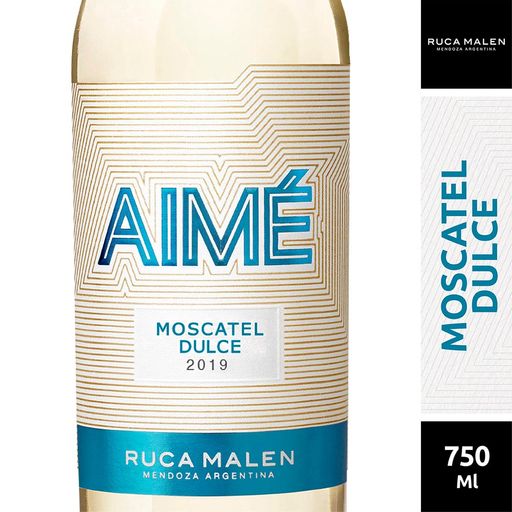 AIMÉ
MOSCATEL
DULCE
2019
RUCA MALEN
MENDOZA ARGENTINA
RUCA MALEN
MENDOZA ARGENTINA
MOSCATEL
DULCE
750
Ml